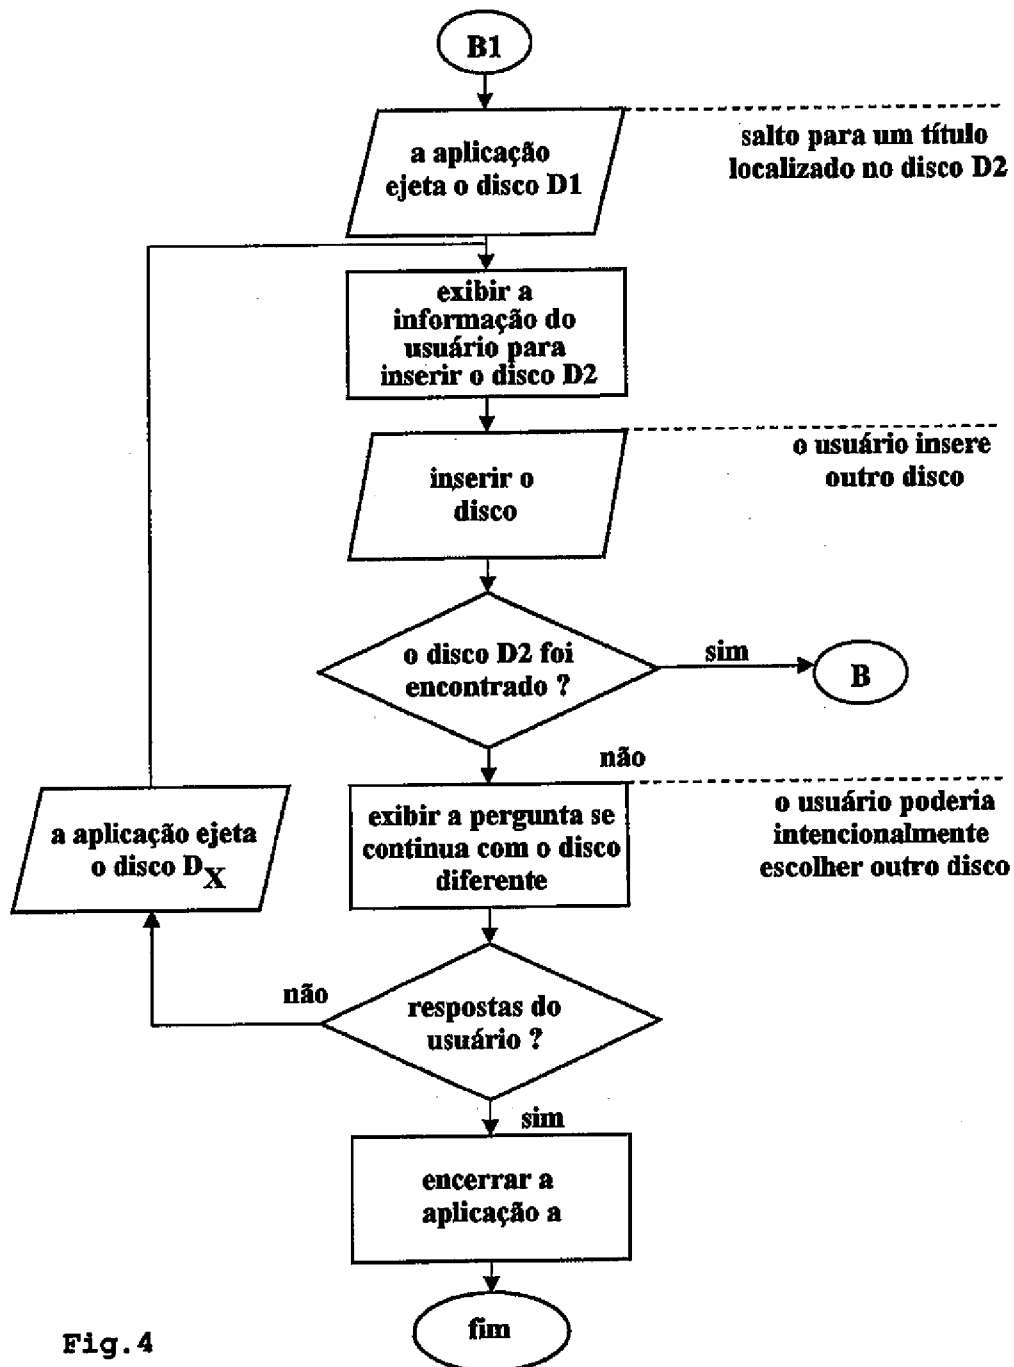 B1
a aplicação
ejeta o disco D1
salto para um título
localizado no disco D2
exibir a
informação do
usuário para
inserir o disco D2
o usuário insere
outro disco
inserir o
disco
o disco D2 foi
encontrado ?
sim
B
não
exibir a pergunta se
continua com o disco
diferente
o usuário poderia
intencionalmente
escolher outro disco
a aplicação ejeta
o disco DX
não
respostas do
usuário ?
sim
encerrar a
aplicação a
fim
Fig.4